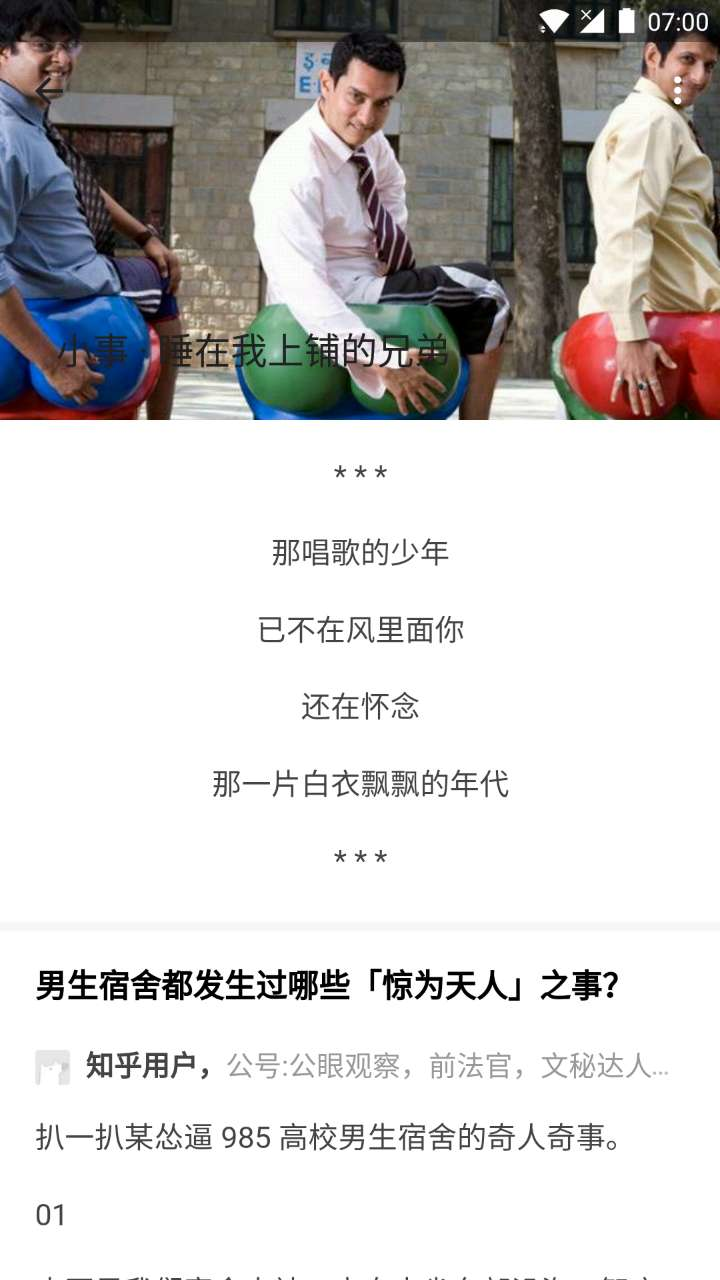 07:00
小事 · 睡在我上铺的兄弟
* * *
那唱歌的少年
已不在风里面你
还在怀念
那一片白衣飘飘的年代
* * *
男生宿舍都发生过哪些「惊为天人」之事？
知乎用户，公号:公眼观察，前法官，文秘达人...
扒一扒某怂逼 985 高校男生宿舍的奇人奇事。
01